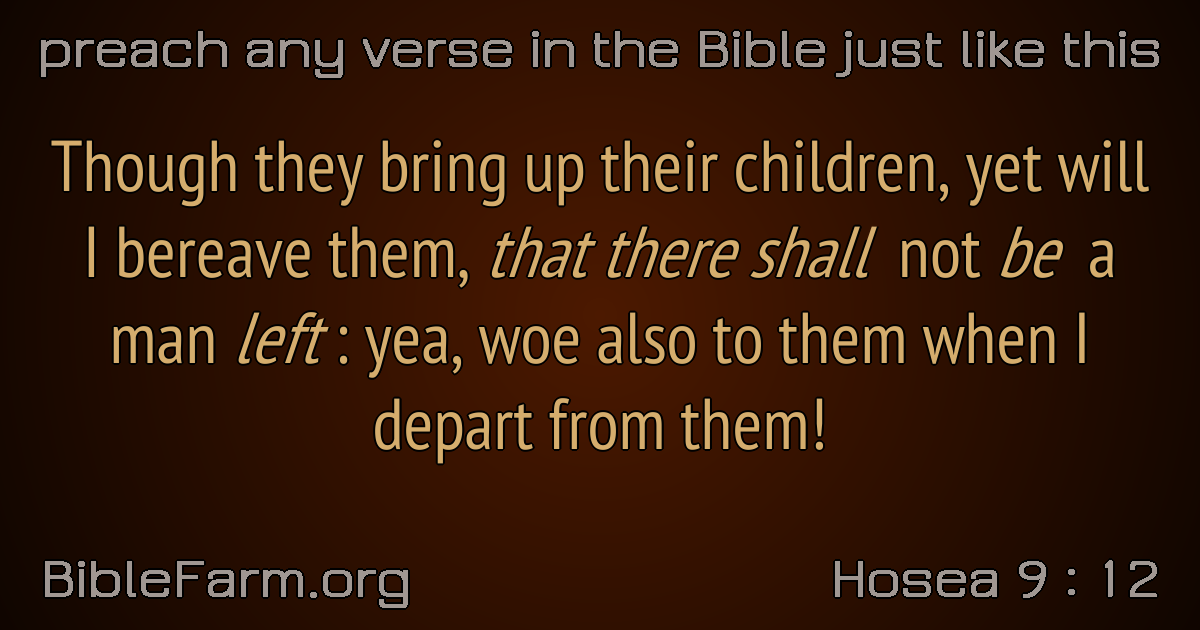 preach any verse in the Bible just like this
Though they bring up their children, yet will
I bereave them, that there shall not be a
man left : yea, woe also to them when I
depart from them!
BibleFarm.org
Hosea 9 : 12